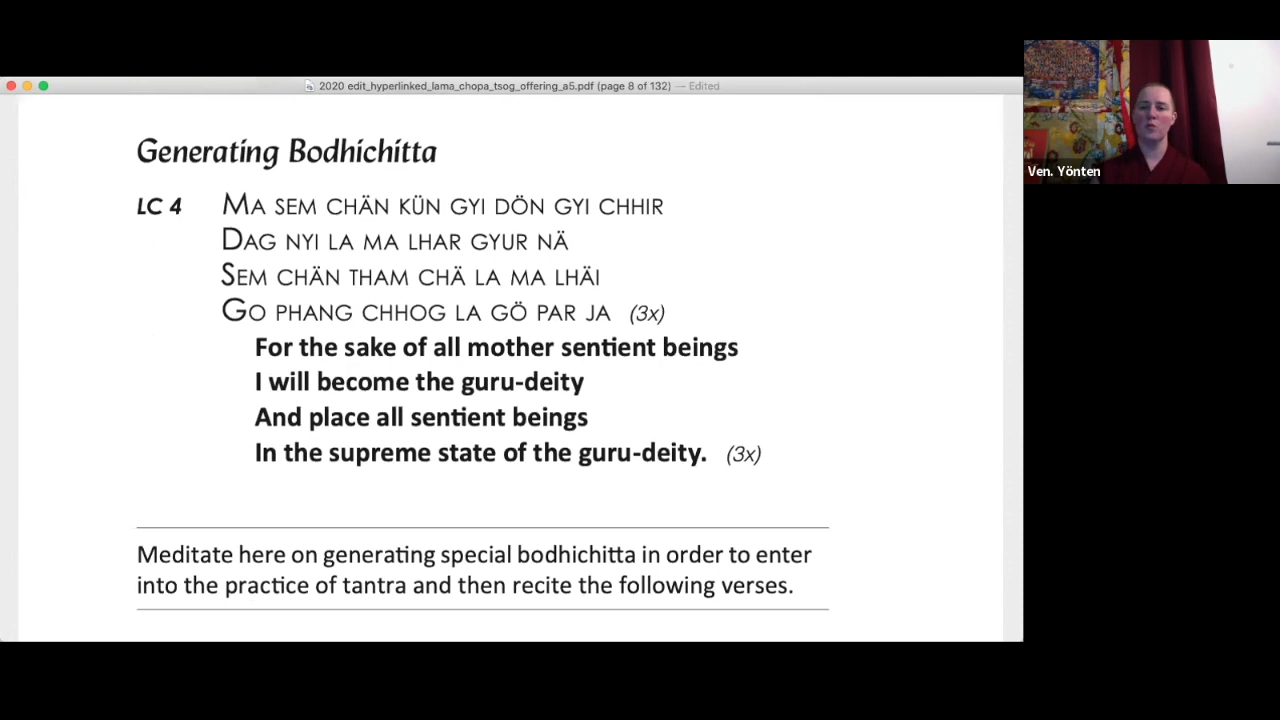 2020 edit_hyperlinked_lama_chopa_tsog_offering_a5.pdf (page 8 of 132) — Edited
Generating Bodhichitta
LC 4 MA SEM CHÄN KÜN GYI DÖN GYI CHHIR
DAG NYI LA MA LHAR GYUR NÄ
SEM CHÄN THAM CHÄ LA MA LHÄI
GO PHANG CHHOG LA GÖ PAR JA (3x)
For the sake of all mother sentient beings
I will become the guru-deity
And place all sentient beings
In the supreme state of the guru-deity. (3x)
Meditate here on generating special bodhichitta in order to enter
into the practice of tantra and then recite the following verses.
Ven. Yönten